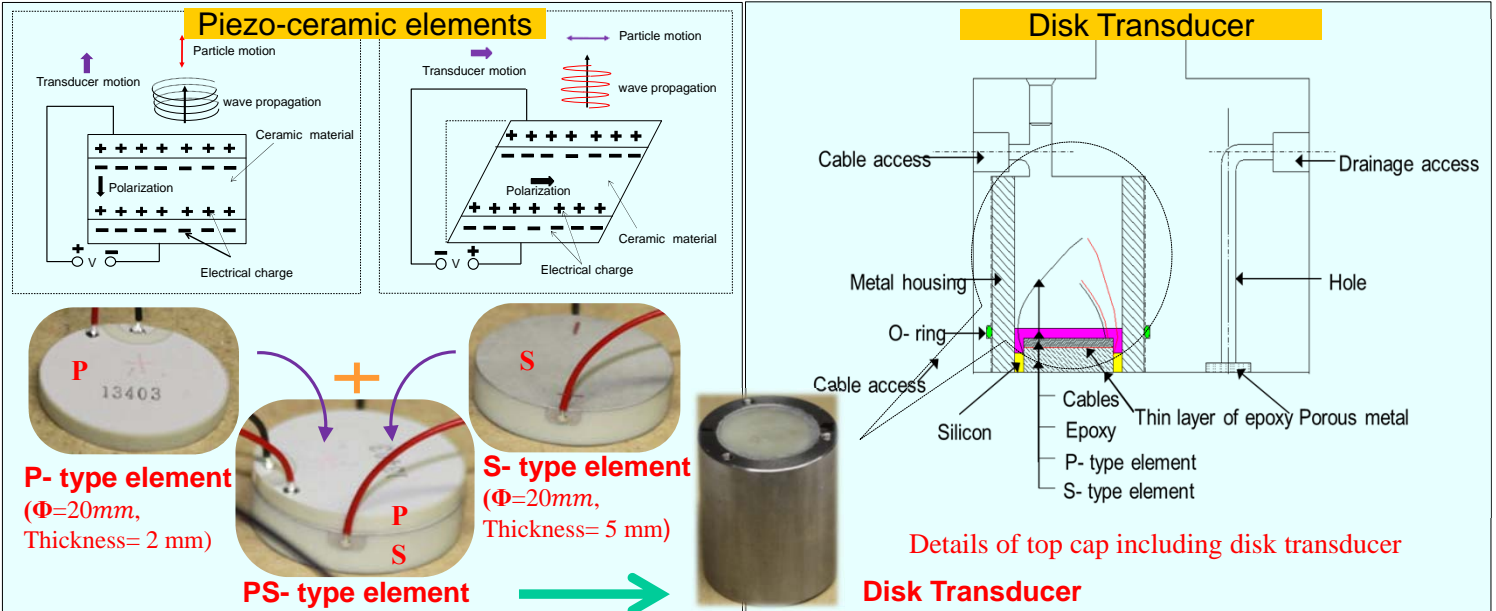 Piezo-ceramic elements
Particle motion
Transducer motion
wave propagation
Ceramic material
Polarization
Electrical charge
V
Particle motion
Transducer motion
wave propagation
Polarization
Ceramic material
Electrical charge
V
P
13403
S
P
S
P- type element
(Φ=20mm,
Thickness= 2 mm)
S- type element
(Φ=20mm,
Thickness= 5 mm)
PS- type element
Disk Transducer
Cable access
Drainage access
Metal housing
Hole
O- ring
Cable access
Cables
Silicon
Thin layer of epoxy
Porous metal
Epoxy
P- type element
S- type element
Details of top cap including disk transducer
Disk Transducer